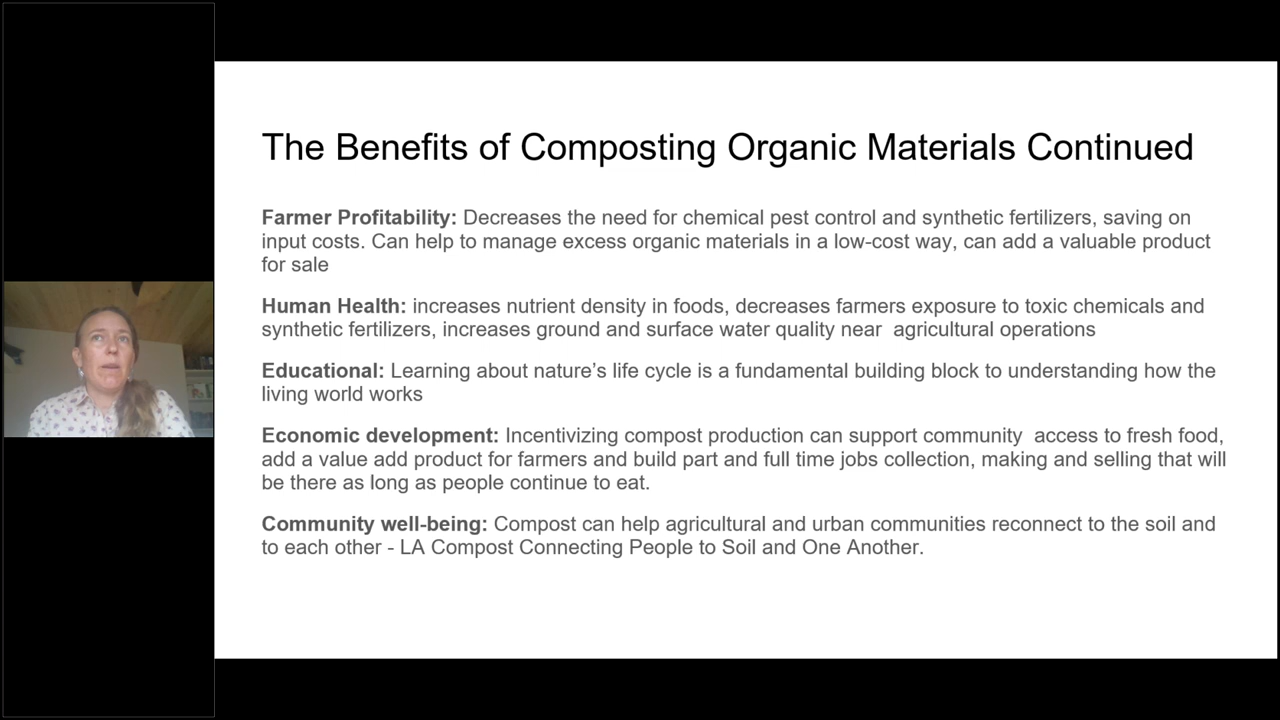 The Benefits of Composting Organic Materials Continued
Farmer Profitability: Decreases the need for chemical pest control and synthetic fertilizers, saving on
input costs. Can help to manage excess organic materials in a low-cost way, can add a valuable product
for sale
Human Health: increases nutrient density in foods, decreases farmers exposure to toxic chemicals and
synthetic fertilizers, increases ground and surface water quality near  agricultural operations
Educational: Learning about nature’s life cycle is a fundamental building block to understanding how the
living world works
Economic development: Incentivizing compost production can support community  access to fresh food,
add a value add product for farmers and build part and full time jobs collection, making and selling that will
be there as long as people continue to eat.
Community well-being: Compost can help agricultural and urban communities reconnect to the soil and
to each other - LA Compost Connecting People to Soil and One Another.